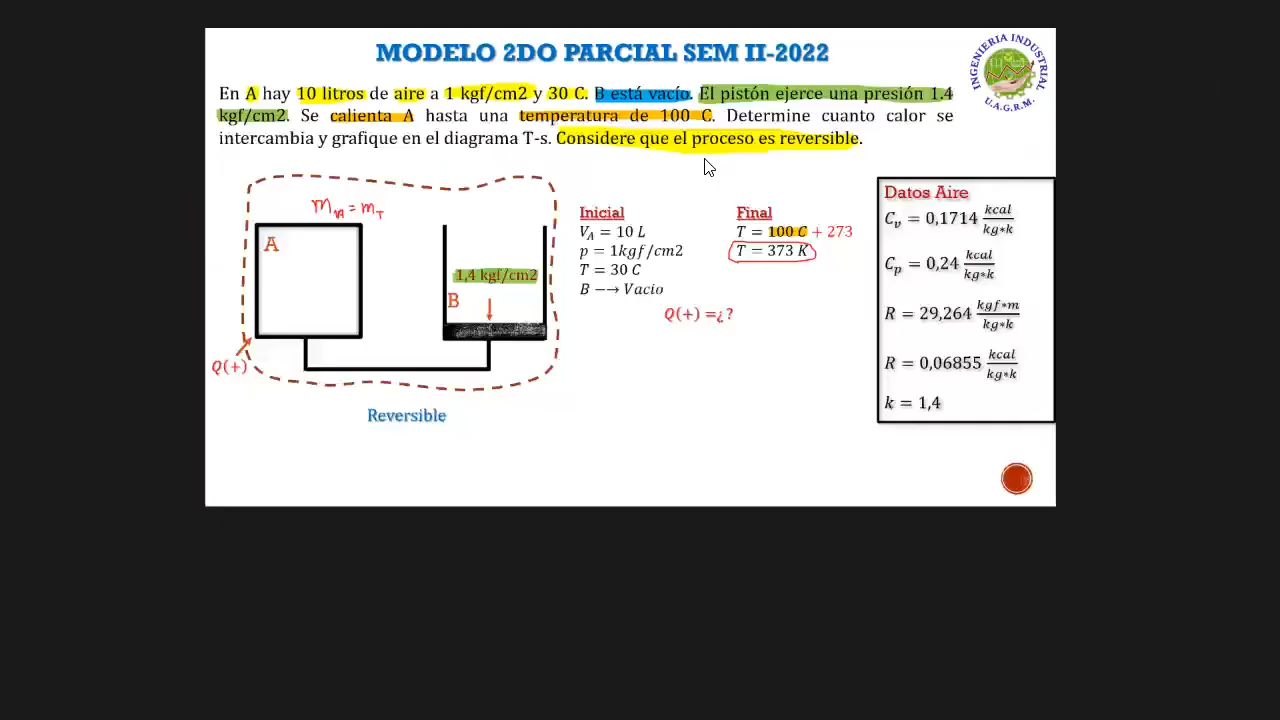 MODELO 2DO PARCIAL SEM II-2022
INGENIERIA INDUSTRIAL
U.A.G.R.M.
En A hay 10 litros de aire a 1 kgf/cm2 y 30 C. B está vacío. El pistón ejerce una presión 1.4
kgf/cm2. Se calienta A hasta una temperatura de 100 C. Determine cuanto calor se
intercambia y grafique en el diagrama T-s. Considere que el proceso es reversible.
m_VA = m_T
A
1,4 kgf/cm2
B
Q(+)
Reversible
Inicial
V_A = 10 L
p = 1kgf/cm2
T = 30 C
B → Vacio
Final
T = 100 C + 273
T = 373 K
Q(+) =¿?
Datos Aire
C_v = 0,1714 kcal/kg*k
C_p = 0,24 kcal/kg*k
R = 29,264 kgf*m/kg*k
R = 0,06855 kcal/kg*k
k = 1,4